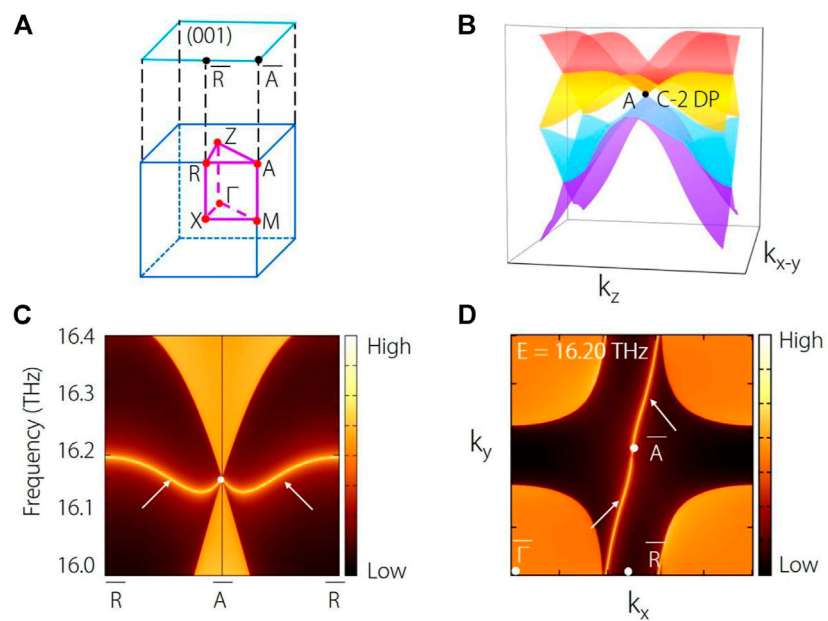 A
(001)
R̅
A̅
Z
R
A
Γ
X
M
B
A
C-2 DP
k_z
k_x-y
C
Frequency (THz)
16.4
16.3
16.2
16.1
16.0
R̅
A̅
R̅
High
Low
D
E = 16.20 THz
k_y
A̅
Γ̅
R̅
k_x
High
Low